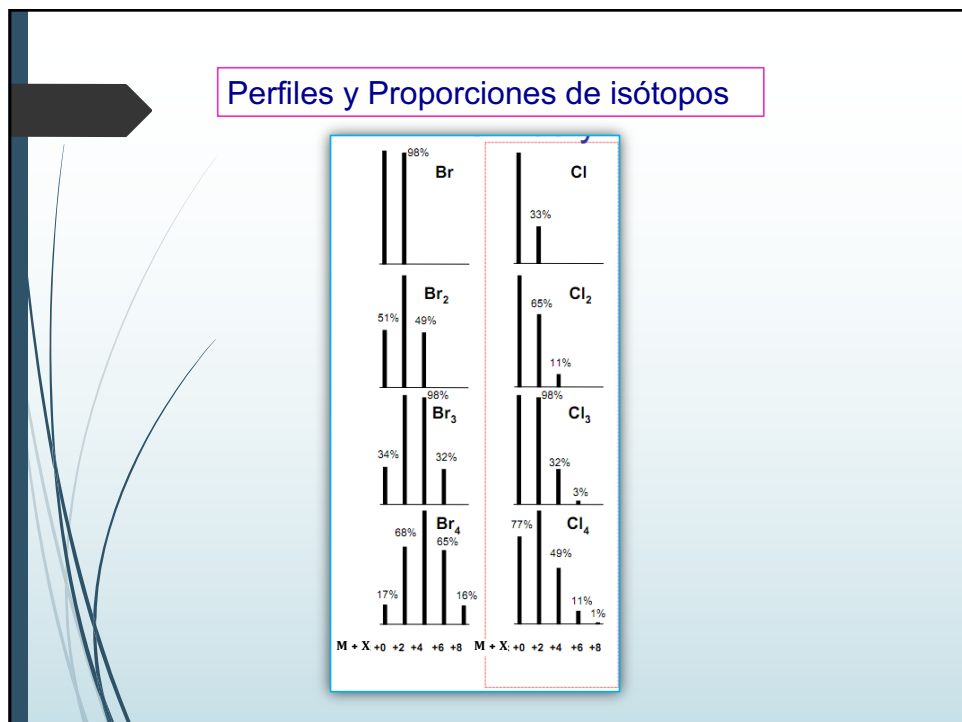 Perfiles y Proporciones de isótopos
98%
Br
Cl
33%
Br2
51%
49%
Cl2
65%
11%
98%
Br3
34%
32%
98%
Cl3
32%
3%
Br4
68%
65%
17%
16%
77%
Cl4
49%
11%
1%
M + X +0 +2 +4 +6 +8
M + X: +0 +2 +4 +6 +8